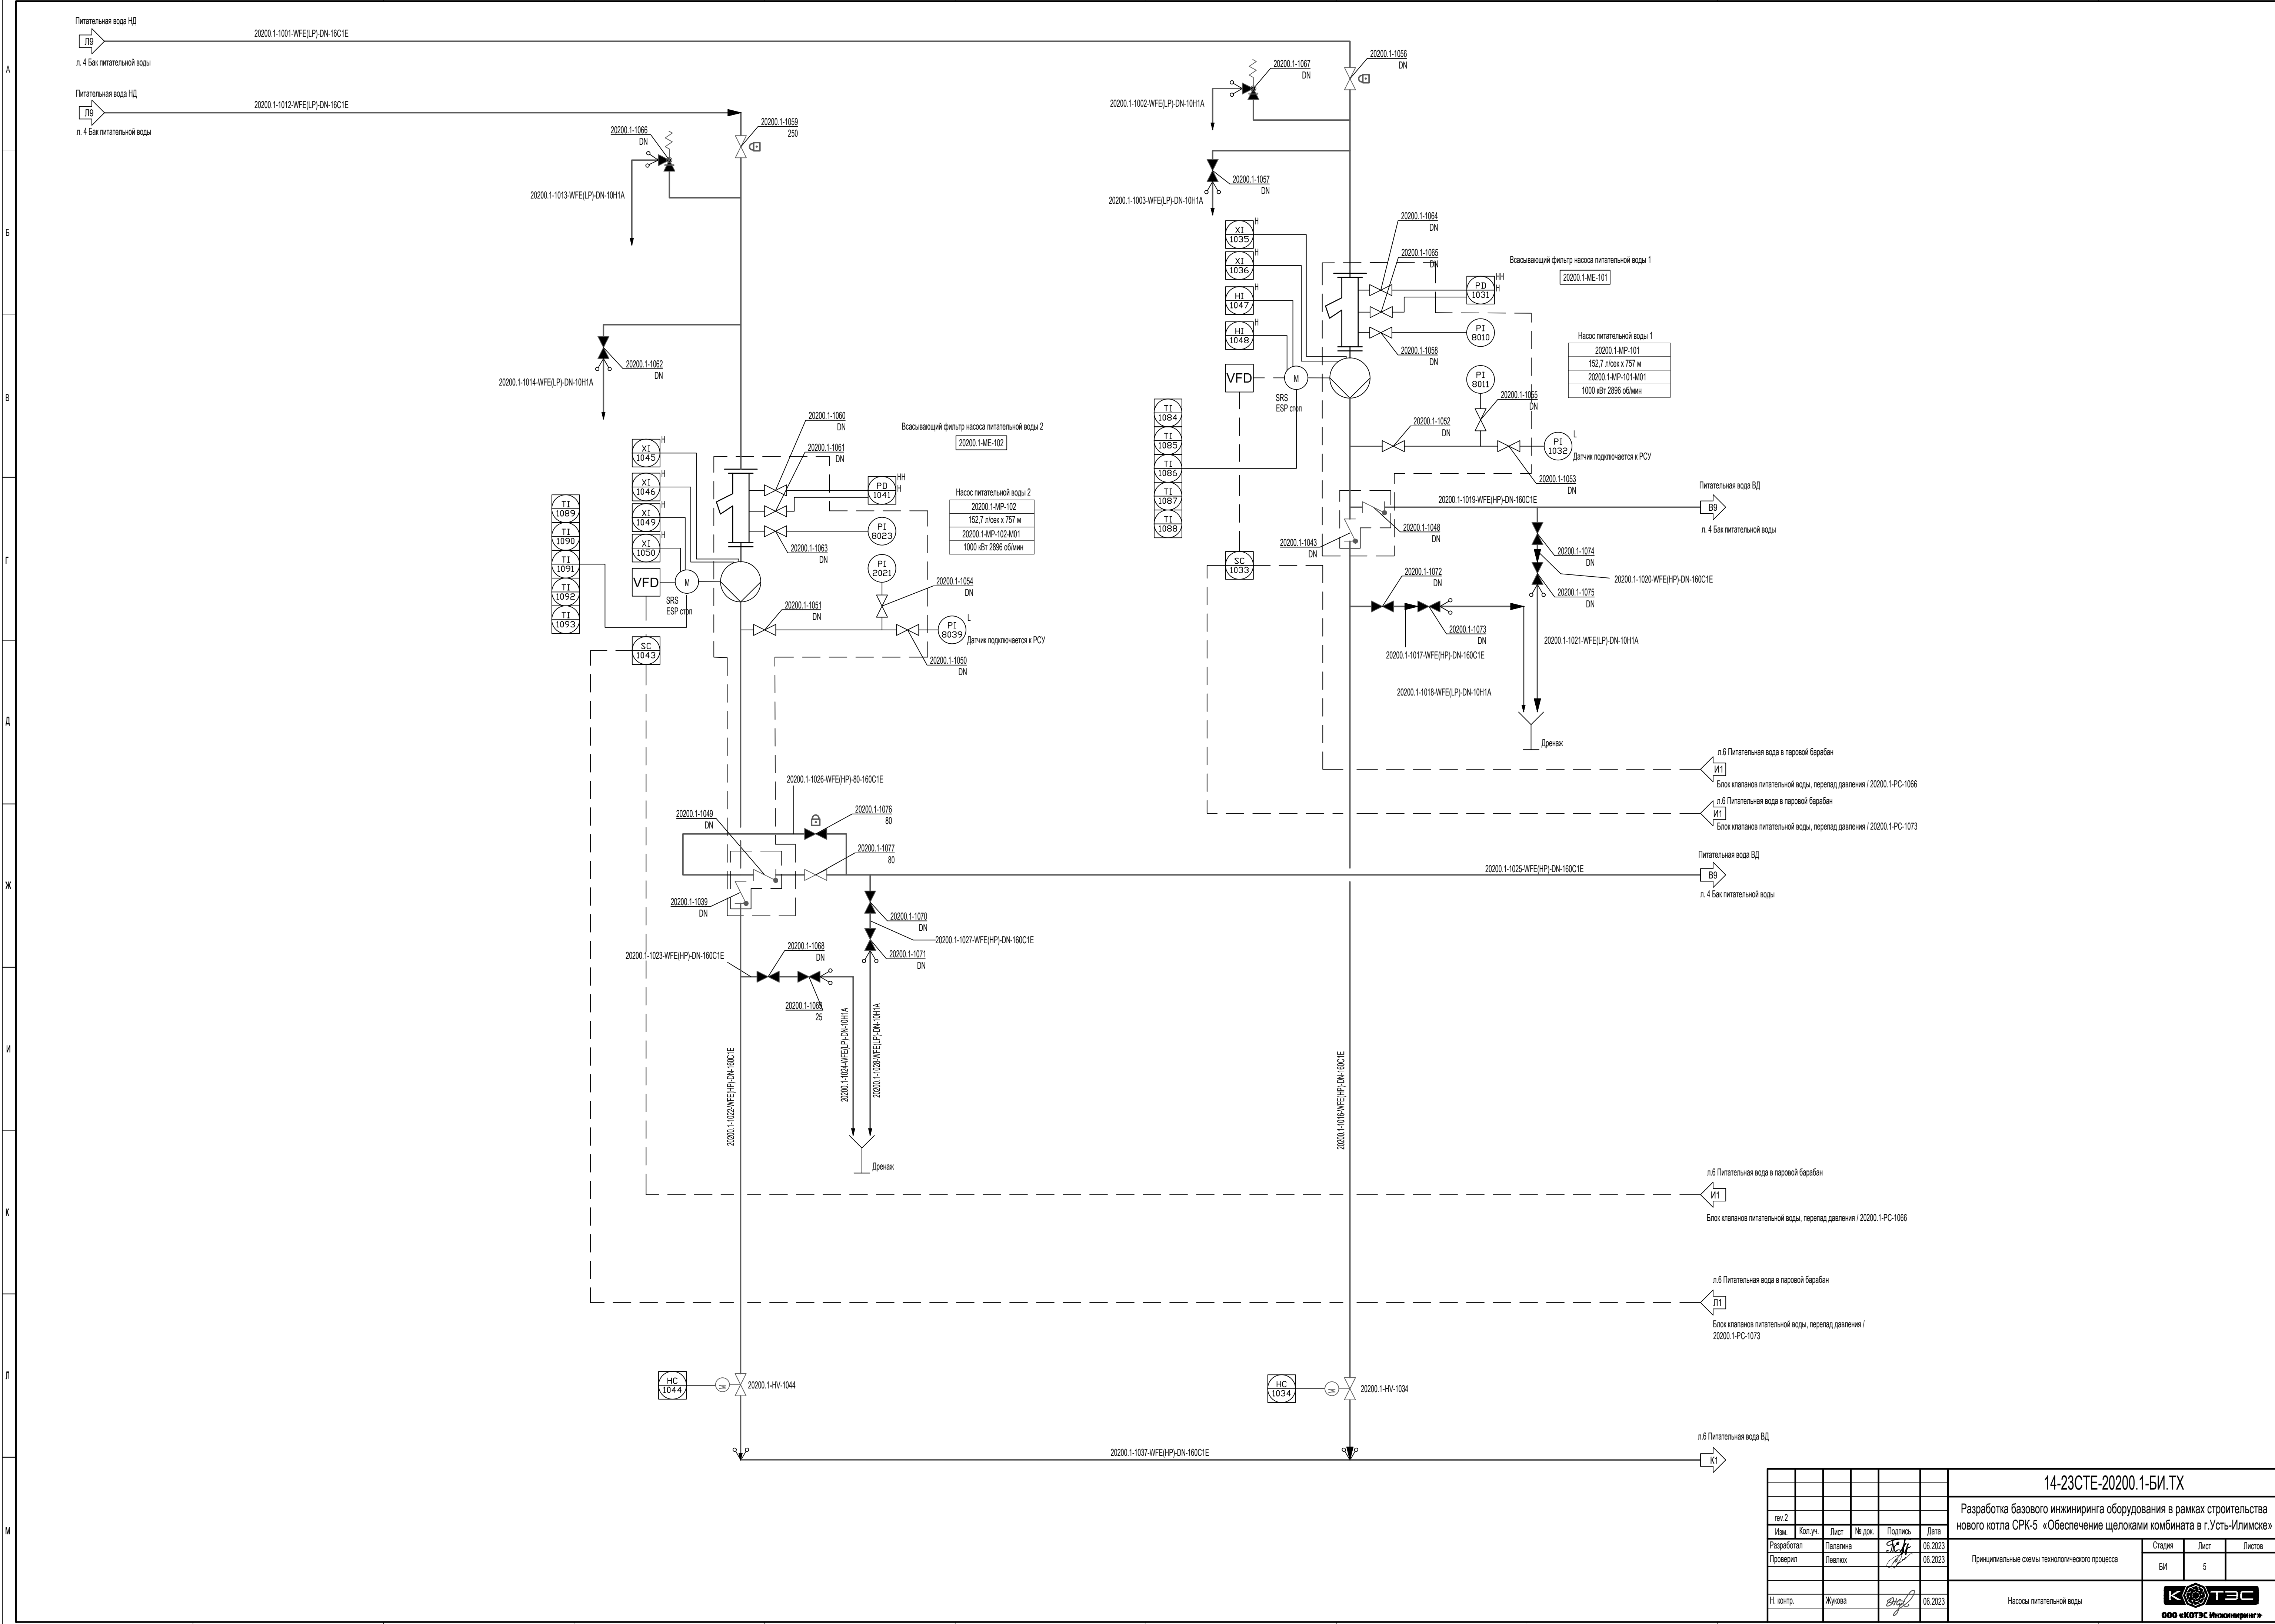 Питательная вода НД
Л9
20200.1-1001-WFE(LP)-DN-16C1E
л. 4 Бак питательной воды
Питательная вода НД
Л9
20200.1-1012-WFE(LP)-DN-16C1E
л. 4 Бак питательной воды
20200.1-1066
DN
20200.1-1059
250
20200.1-1013-WFE(LP)-DN-10H1A
20200.1-1062
DN
20200.1-1014-WFE(LP)-DN-10H1A
20200.1-1060
DN
20200.1-1061
DN
Всасывающий фильтр насоса питательной воды 2
20200.1-ME-102
XI
1045
H
XI
1046
H
XI
1049
H
XI
1050
H
TI
1089
TI
1090
TI
1091
TI
1092
TI
1093
VFD
M
SRS
ESP стоп
SC
1043
PD
1041
HH
H
PI
8023
20200.1-1063
DN
PI
2021
20200.1-1054
DN
20200.1-1051
DN
PI
8039
L
Датчик подключается к РСУ
20200.1-1050
DN
Насос питательной воды 2
20200.1-MP-102
152,7 л/сек x 757 м
20200.1-MP-102-M01
1000 кВт 2896 об/мин
20200.1-1056
DN
20200.1-1067
DN
20200.1-1002-WFE(LP)-DN-10H1A
20200.1-1057
DN
20200.1-1003-WFE(LP)-DN-10H1A
20200.1-1064
DN
20200.1-1065
DN
Всасывающий фильтр насоса питательной воды 1
20200.1-ME-101
XI
1035
H
XI
1036
H
HI
1047
H
HI
1048
H
VFD
M
SRS
ESP стоп
TI
1084
TI
1085
TI
1086
TI
1087
TI
1088
SC
1033
PD
1031
HH
H
PI
8010
20200.1-1058
DN
PI
8011
20200.1-1055
DN
20200.1-1052
DN
PI
1032
L
Датчик подключается к РСУ
20200.1-1053
DN
Насос питательной воды 1
20200.1-MP-101
152,7 л/сек x 757 м
20200.1-MP-101-M01
1000 кВт 2896 об/мин
20200.1-1019-WFE(HP)-DN-160C1E
Питательная вода ВД
В9
л. 4 Бак питательной воды
20200.1-1048
DN
20200.1-1043
DN
20200.1-1074
DN
20200.1-1020-WFE(HP)-DN-160C1E
20200.1-1075
DN
20200.1-1072
DN
20200.1-1073
DN
20200.1-1017-WFE(HP)-DN-160C1E
20200.1-1021-WFE(LP)-DN-10H1A
20200.1-1018-WFE(LP)-DN-10H1A
Дренаж
л.6 Питательная вода в паровой барабан
И1
Блок клапанов питательной воды, перепад давления / 20200.1-PC-1066
л.6 Питательная вода в паровой барабан
И1
Блок клапанов питательной воды, перепад давления / 20200.1-PC-1073
20200.1-1026-WFE(HP)-80-160C1E
20200.1-1049
DN
20200.1-1076
80
20200.1-1077
80
20200.1-1039
DN
20200.1-1025-WFE(HP)-DN-160C1E
Питательная вода ВД
В9
л. 4 Бак питательной воды
20200.1-1070
DN
20200.1-1027-WFE(HP)-DN-160C1E
20200.1-1071
DN
20200.1-1023-WFE(HP)-DN-160C1E
20200.1-1068
DN
20200.1-1069
25
20200.1-1022-WFE(HP)-DN-160C1E
20200.1-1024-WFE(LP)-DN-10H1A
20200.1-1028-WFE(LP)-DN-10H1A
20200.1-1016-WFE(HP)-DN-160C1E
Дренаж
л.6 Питательная вода в паровой барабан
И1
Блок клапанов питательной воды, перепад давления / 20200.1-PC-1066
л.6 Питательная вода в паровой барабан
Л1
Блок клапанов питательной воды, перепад давления /
20200.1-PC-1073
HC
1044
20200.1-HV-1044
HC
1034
20200.1-HV-1034
20200.1-1037-WFE(HP)-DN-160C1E
л.6 Питательная вода ВД
К1
А
Б
В
Г
Д
Ж
И
К
Л
М
14-23СТЕ-20200.1-БИ.ТХ
Разработка базового инжиниринга оборудования в рамках строительства
нового котла СРК-5 «Обеспечение щелоками комбината в г.Усть-Илимске»
rev.2
Изм. Кол.уч. Лист № док. Подпись Дата
Разработал Палагина 06.2023
Проверил Левлюх 06.2023
Н. контр. Жукова 06.2023
Принципиальные схемы технологического процесса
Стадия Лист Листов
БИ 5
Насосы питательной воды
КОТЭС
ООО «КОТЭС Инжиниринг»